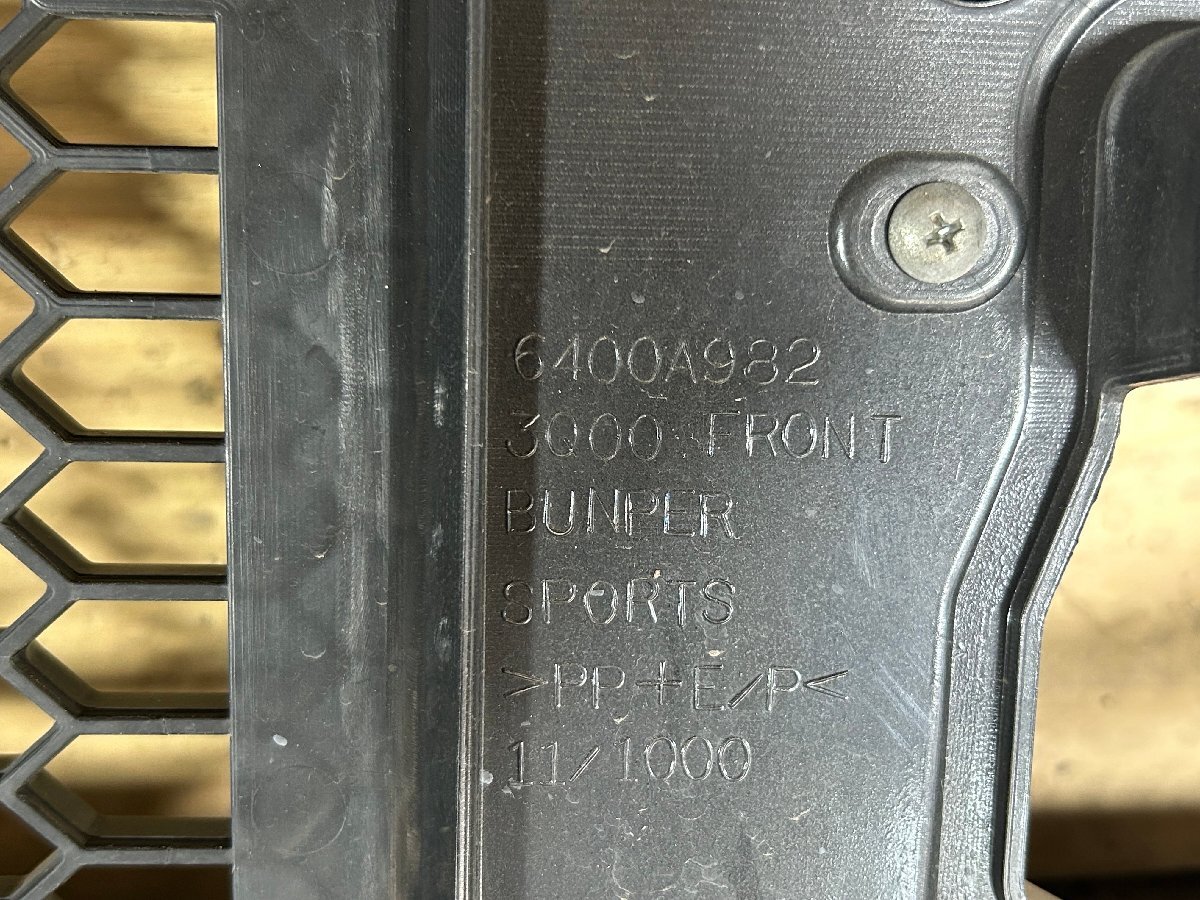 6400A982
3Q00 FRONT
BUNPER
SPORTS
>PP+E/P<
11/1000